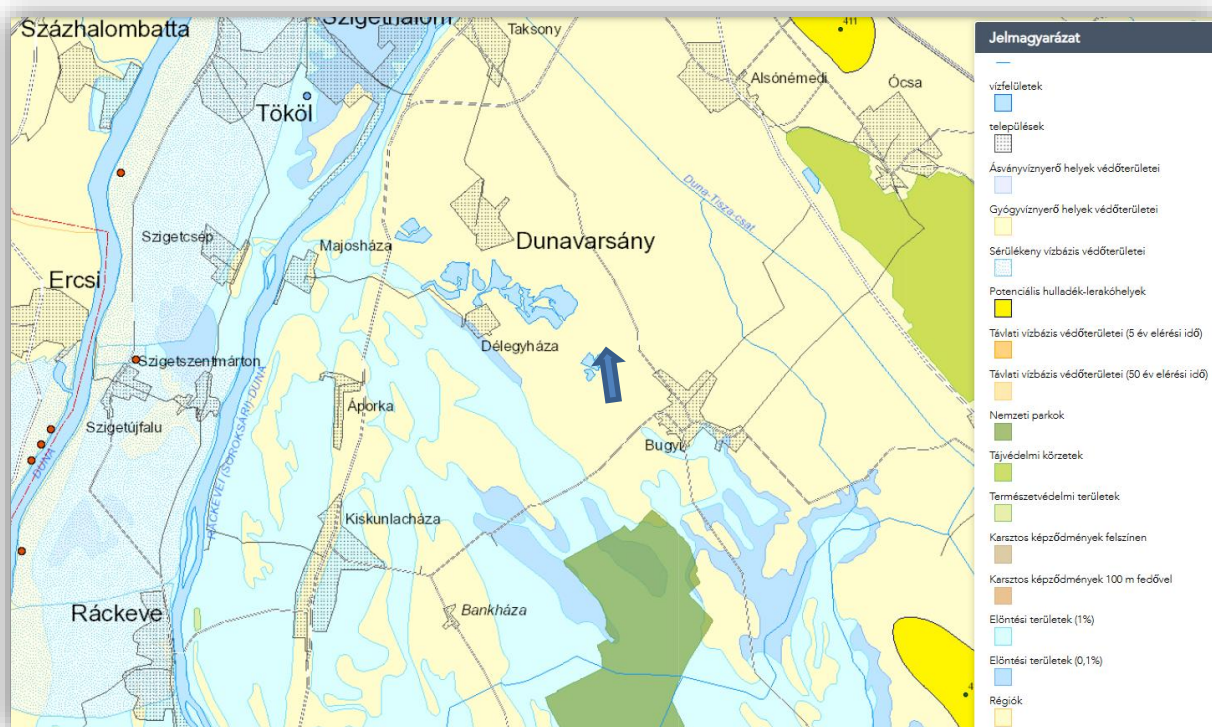 Százhalombatta
Szigethalom
Taksony
411
Alsónémedi
Ócsa
Tököl
Duna-Tisza-csat
Szigetcsép
Majosháza
Dunavarsány
Ercsi
Délegyháza
Szigetszentmárton
Áporka
Szigetújfalu
Bugyi
DUNA
RÁCKEVEI (SOROKSÁRI)-DUNA
Kiskunlacháza
Ráckeve
Bankháza
Jelmagyarázat
vízfelületek
települések
Ásványvíznyerő helyek védőterületei
Gyógyvíznyerő helyek védőterületei
Sérülékeny vízbázis védőterületei
Potenciális hulladék-lerakóhelyek
Távlati vízbázis védőterületei (5 év elérési idő)
Távlati vízbázis védőterületei (50 év elérési idő)
Nemzeti parkok
Tájvédelmi körzetek
Természetvédelmi területek
Karsztos képződmények felszínen
Karsztos képződmények 100 m fedővel
Elöntési területek (1%)
Elöntési területek (0,1%)
Régiók